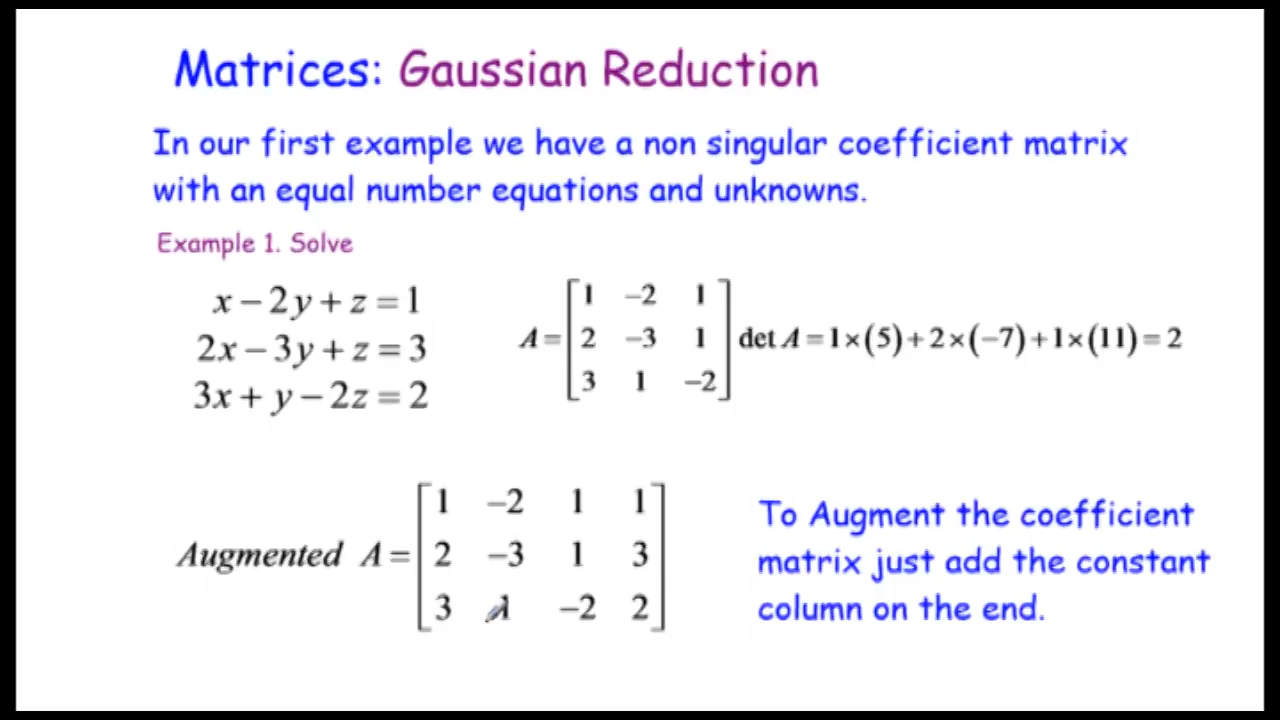 Matrices: Gaussian Reduction
In our first example we have a non singular coefficient matrix
with an equal number equations and unknowns.
Example 1. Solve
x − 2y + z = 1
2x − 3y + z = 3
3x + y − 2z = 2
1 −2 1
A = 2 −3 1 det A = 1×(5)+2×(−7)+1×(11) = 2
3 1 −2
1 −2 1 1
Augmented A = 2 −3 1 3
3 1 −2 2
To Augment the coefficient
matrix just add the constant
column on the end.